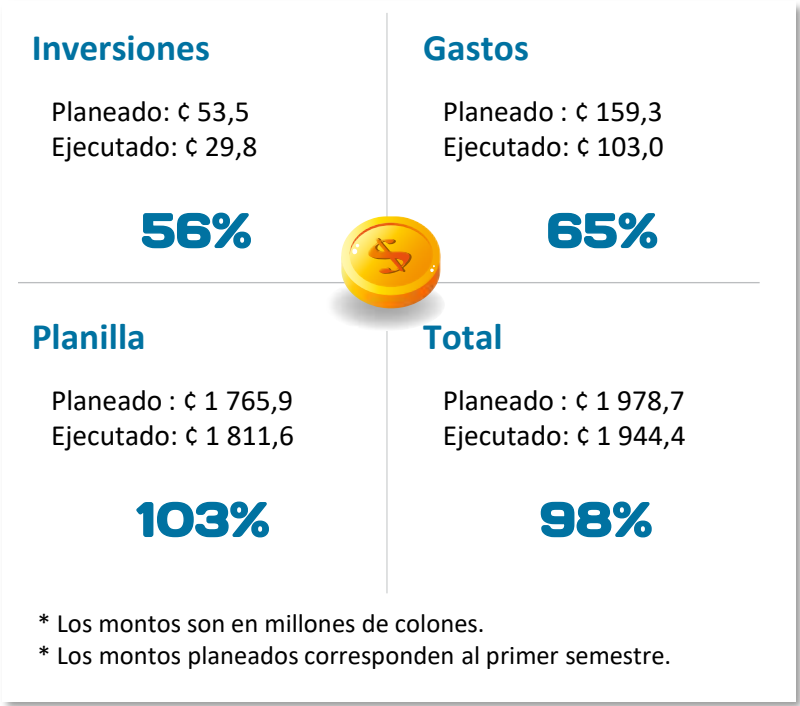 Inversiones
Planeado: ₵ 53,5
Ejecutado: ₵ 29,8
56%
Gastos
Planeado : ₵ 159,3
Ejecutado: ₵ 103,0
65%
$
Planilla
Planeado : ₵ 1 765,9
Ejecutado: ₵ 1 811,6
103%
Total
Planeado : ₵ 1 978,7
Ejecutado: ₵ 1 944,4
98%
* Los montos son en millones de colones.
* Los montos planeados corresponden al primer semestre.